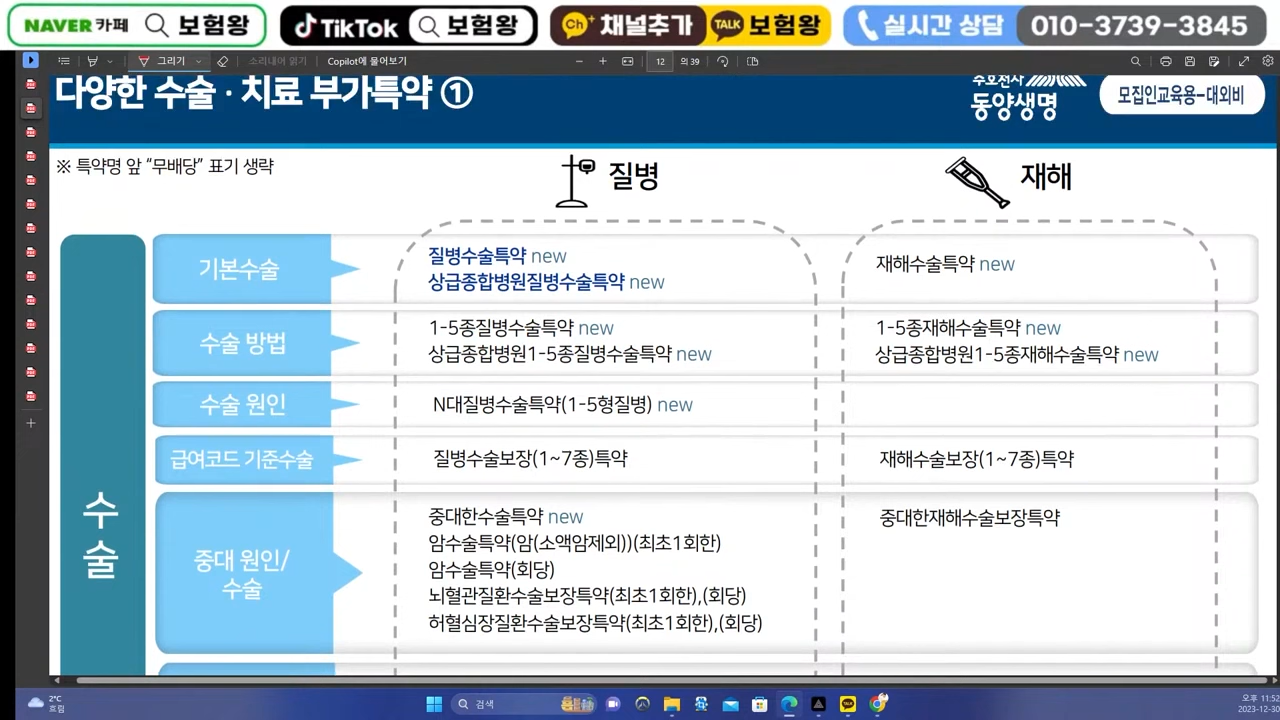 NAVER 카페 보험왕 TikTok 보험왕 Ch+ 채널추가 TALK 보험왕 실시간 상담 010-3739-3845
그리기 소리내어 읽기 Copilot에 물어보기 - + 12 의 39
다양한 수술·치료 부가특약 ①
수호천사
동양생명
모집인교육용-대외비
※ 특약명 앞 “무배당” 표기 생략
질병
재해
수술
기본수술
질병수술특약 new
상급종합병원질병수술특약 new
재해수술특약 new
수술 방법
1-5종질병수술특약 new
상급종합병원1-5종질병수술특약 new
1-5종재해수술특약 new
상급종합병원1-5종재해수술특약 new
수술 원인
N대질병수술특약(1-5형질병) new
급여코드 기준수술
질병수술보장(1~7종)특약
재해수술보장(1~7종)특약
중대 원인/
수술
중대한수술특약 new
암수술특약(암(소액암제외))(최초1회한)
암수술특약(회당)
뇌혈관질환수술보장특약(최초1회한),(회당)
허혈심장질환수술보장특약(최초1회한),(회당)
중대한재해수술보장특약
2°C
흐림
검색
오후 11:52
2023-12-30